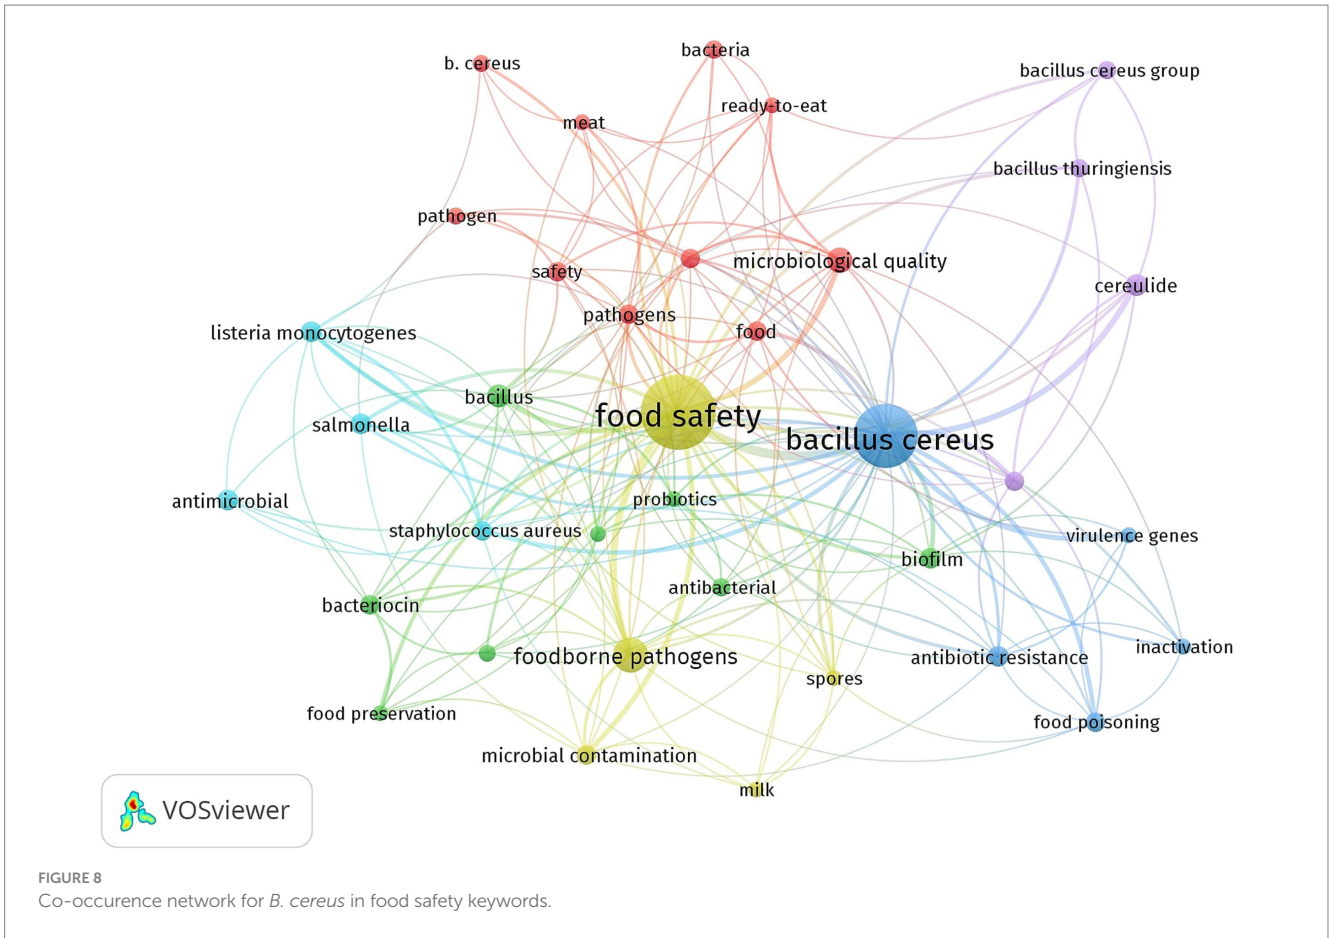 b. cereus
bacteria
bacillus cereus group
ready-to-eat
meat
bacillus thuringiensis
pathogen
microbiological quality
safety
cereulide
pathogens
food
listeria monocytogenes
bacillus
food safety
salmonella
bacillus cereus
antimicrobial
probiotics
staphylococcus aureus
virulence genes
biofilm
antibacterial
bacteriocin
inactivation
foodborne pathogens
antibiotic resistance
spores
food preservation
food poisoning
microbial contamination
milk
VOSviewer
FIGURE 8
Co-occurence network for B. cereus in food safety keywords.